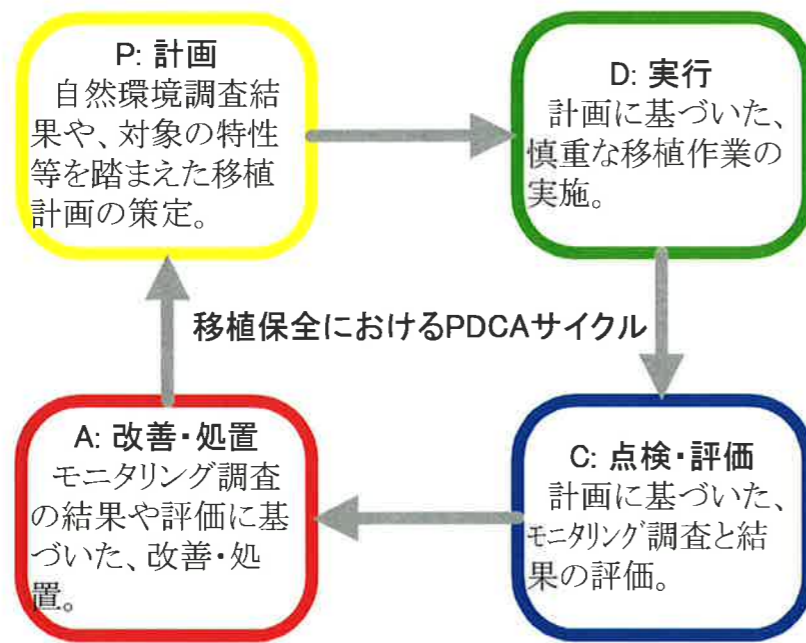 P: 計画
自然環境調査結
果や、対象の特性
等を踏まえた移植
計画の策定。
D: 実行
計画に基づいた、
慎重な移植作業の
実施。
移植保全におけるPDCAサイクル
A: 改善・処置
モニタリング調査
の結果や評価に基
づいた、改善・処
置。
C: 点検・評価
計画に基づいた、
モニタリング調査と結
果の評価。